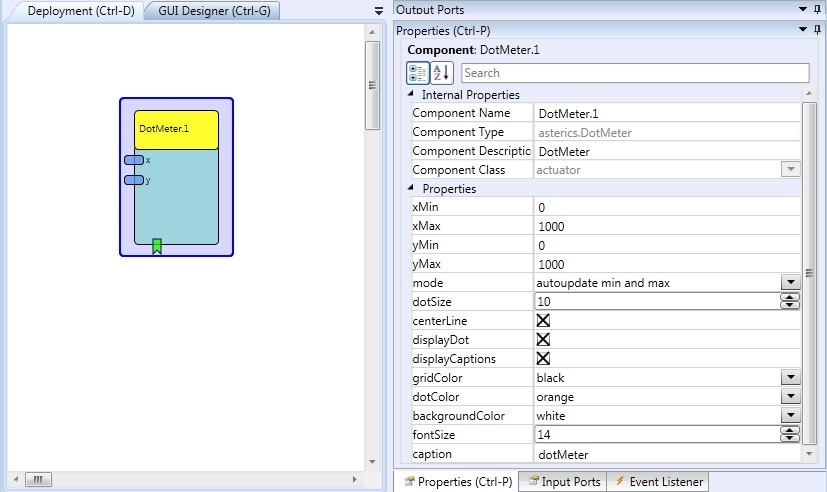 Deployment (Ctrl-D)
GUI Designer (Ctrl-G)
DotMeter.1
x
y
Output Ports
Properties (Ctrl-P)
Component: DotMeter.1
A
Z
Search
Internal Properties
Component Name DotMeter.1
Component Type asterics.DotMeter
Component Descriptio DotMeter
Component Class actuator
Properties
xMin 0
xMax 1000
yMin 0
yMax 1000
mode autoupdate min and max
dotSize 10
centerLine
displayDot
displayCaptions
gridColor black
dotColor orange
backgroundColor white
fontSize 14
caption dotMeter
Properties (Ctrl-P) Input Ports Event Listener